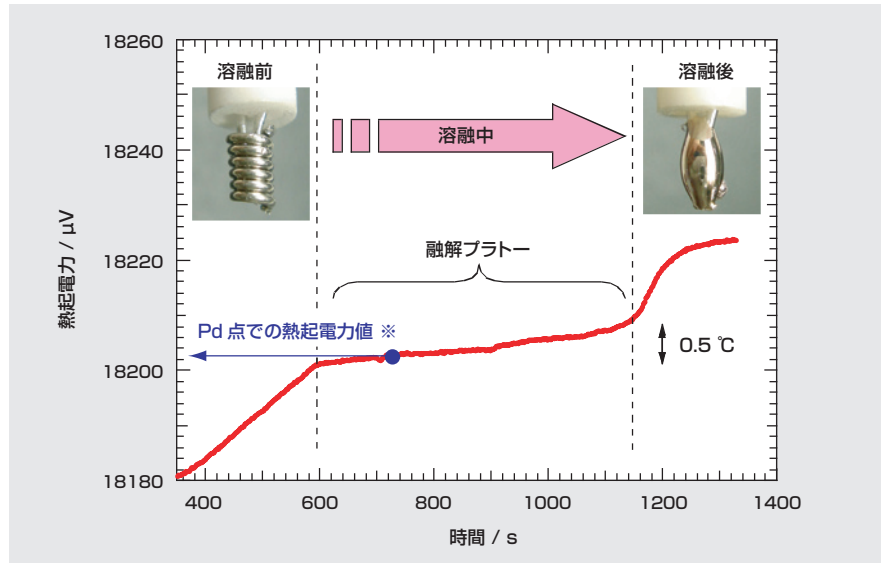 18260
18240
18220
18200
18180
熱起電力 / μV
溶融前
溶融中
溶融後
融解プラトー
Pd 点での熱起電力値 ※
0.5 ℃
400 600 800 1000 1200 1400
時間 / s